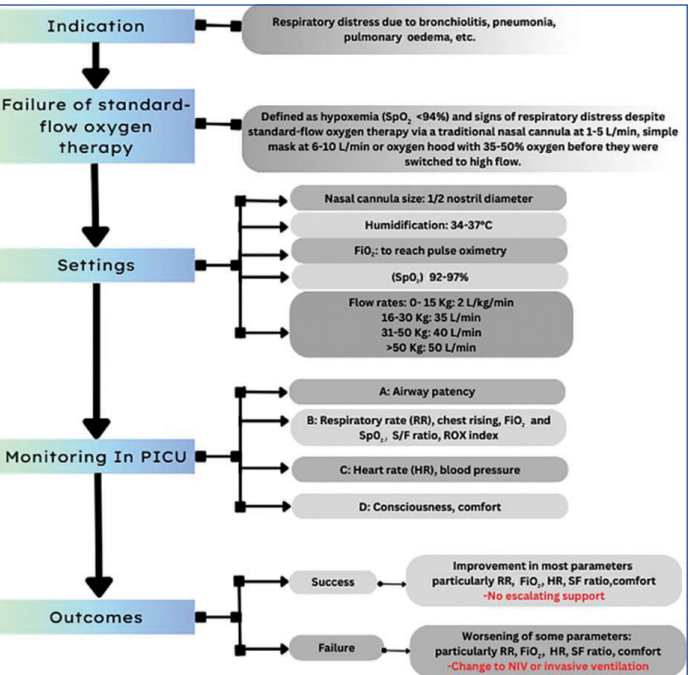 Indication
Respiratory distress due to bronchiolitis, pneumonia,
pulmonary oedema, etc.
Failure of standard-
flow oxygen
therapy
Defined as hypoxemia (SpO₂ <94%) and signs of respiratory distress despite
standard-flow oxygen therapy via a traditional nasal cannula at 1-5 L/min, simple
mask at 6-10 L/min or oxygen hood with 35-50% oxygen before they were
switched to high flow.
Settings
Nasal cannula size: 1/2 nostril diameter
Humidification: 34-37°C
FiO₂: to reach pulse oximetry
(SpO₂) 92-97%
Flow rates: 0- 15 Kg: 2 L/kg/min
16-30 Kg: 35 L/min
31-50 Kg: 40 L/min
>50 Kg: 50 L/min
Monitoring In PICU
A: Airway patency
B: Respiratory rate (RR), chest rising, FiO₂ and
SpO₂, S/F ratio, ROX index
C: Heart rate (HR), blood pressure
D: Consciousness, comfort
Outcomes
Success
Improvement in most parameters
particularly RR, FiO₂, HR, SF ratio,comfort
-No escalating support
Failure
Worsening of some parameters:
particularly RR, FiO₂, HR, SF ratio, comfort
-Change to NIV or invasive ventilation